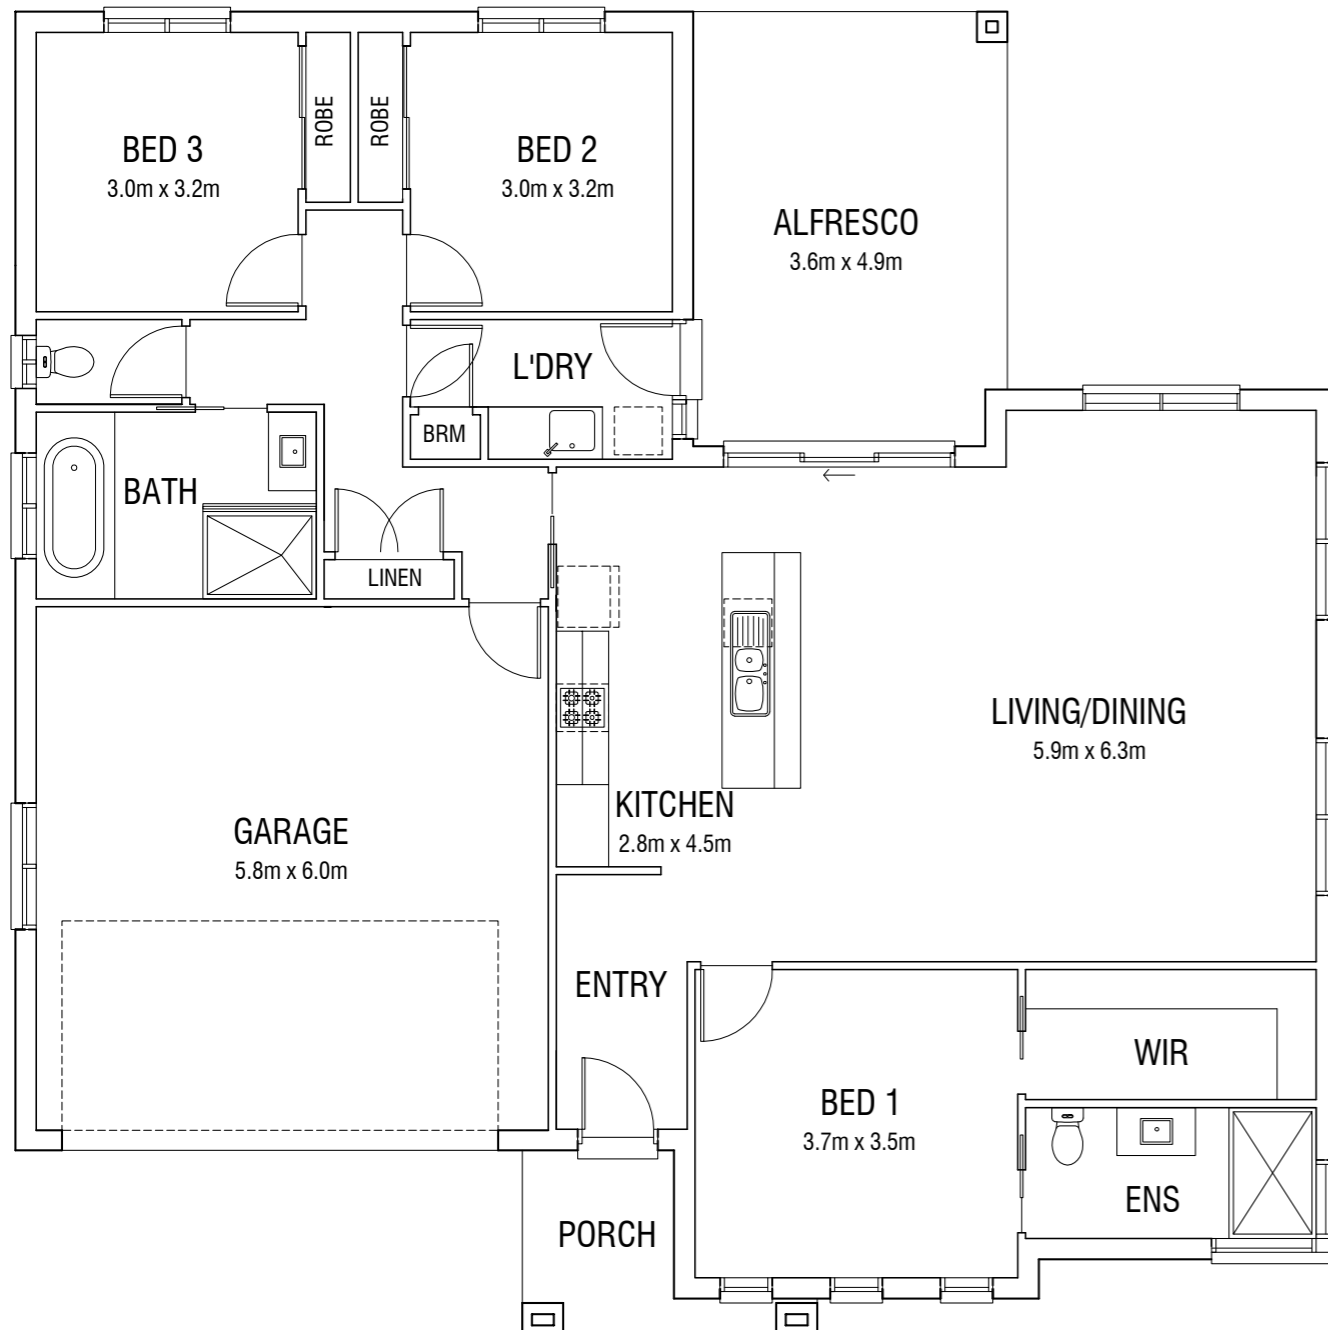 BED 3
3.0m x 3.2m
ROBE
ROBE
BED 2
3.0m x 3.2m
ALFRESCO
3.6m x 4.9m
L'DRY
BRM
BATH
LINEN
LIVING/DINING
5.9m x 6.3m
KITCHEN
2.8m x 4.5m
GARAGE
5.8m x 6.0m
ENTRY
WIR
BED 1
3.7m x 3.5m
ENS
PORCH